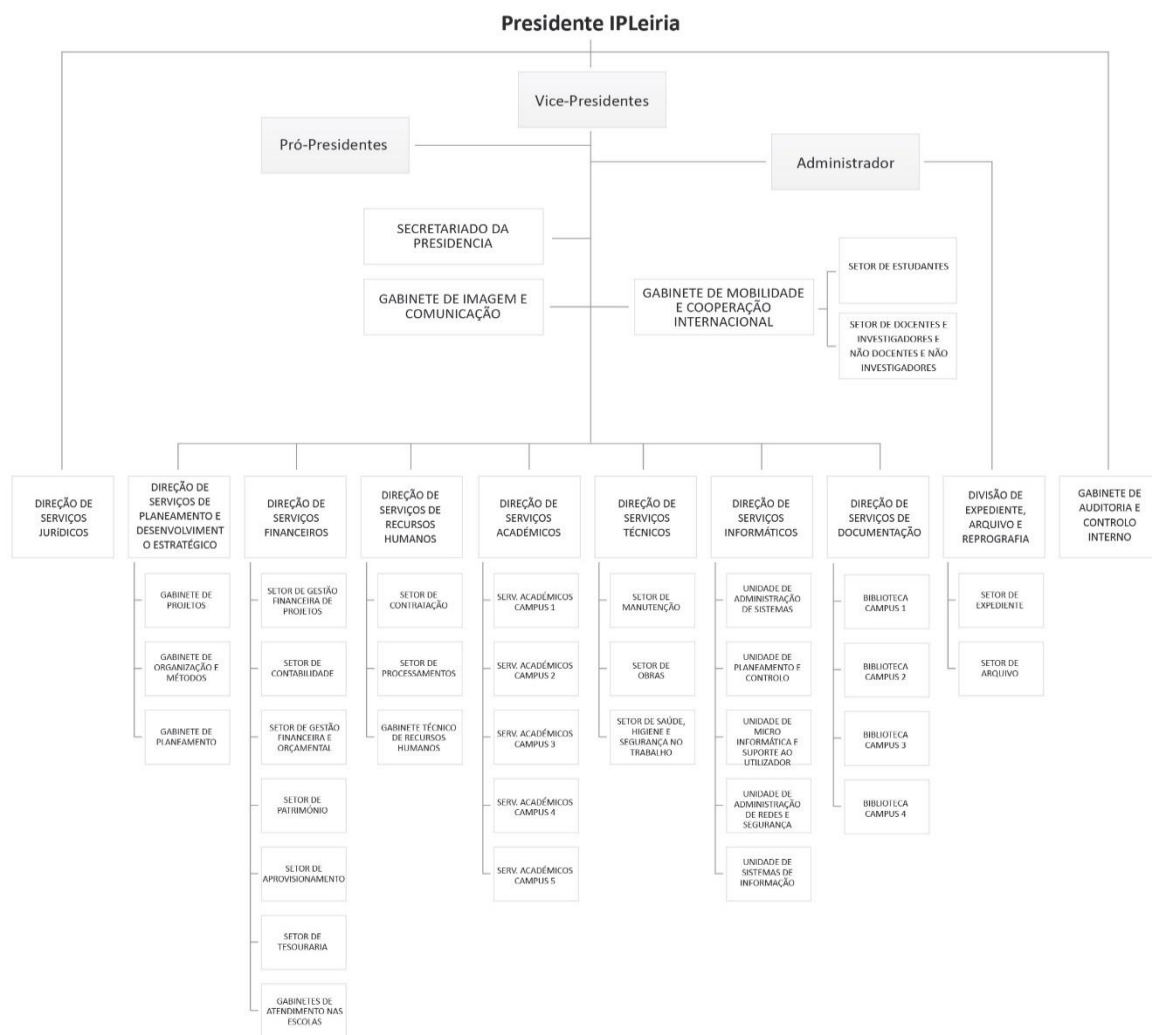 Presidente IPLeiria
Vice-Presidentes
Pró-Presidentes
Administrador
SECRETARIADO DA
PRESIDENCIA
SETOR DE ESTUDANTES
GABINETE DE IMAGEM E
COMUNICAÇÃO
GABINETE DE MOBILIDADE
E COOPERAÇÃO
INTERNACIONAL
SETOR DE DOCENTES E
INVESTIGADORES E
NÃO DOCENTES E NÃO
INVESTIGADORES
DIREÇÃO DE
SERVIÇOS
JURÍDICOS
DIREÇÃO DE
SERVIÇOS DE
PLANEAMENTO E
DESENVOLVIMENT
O ESTRATÉGICO
DIREÇÃO DE
SERVIÇOS
FINANCEIROS
DIREÇÃO DE
SERVIÇOS DE
RECURSOS
HUMANOS
DIREÇÃO DE
SERVIÇOS
ACADÉMICOS
DIREÇÃO DE
SERVIÇOS
TÉCNICOS
DIREÇÃO DE
SERVIÇOS
INFORMÁTICOS
DIREÇÃO DE
SERVIÇOS DE
DOCUMENTAÇÃO
DIVISÃO DE
EXPEDIENTE,
ARQUIVO E
REPROGRAFIA
GABINETE DE
AUDITORIA E
CONTROLO
INTERNO
GABINETE DE
PROJETOS
GABINETE DE
ORGANIZAÇÃO E
MÉTODOS
GABINETE DE
PLANEAMENTO
SETOR DE GESTÃO
FINANCEIRA DE
PROJETOS
SETOR DE
CONTABILIDADE
SETOR DE GESTÃO
FINANCEIRA E
ORÇAMENTAL
SETOR DE
PATRIMÓNIO
SETOR DE
APROVISIONAMENTO
SETOR DE
TESOURARIA
GABINETES DE
ATENDIMENTO NAS
ESCOLAS
SETOR DE
CONTRATAÇÃO
SETOR DE
PROCESSAMENTOS
GABINETE TÉCNICO
DE RECURSOS
HUMANOS
SERV. ACADÉMICOS
CAMPUS 1
SERV. ACADÉMICOS
CAMPUS 2
SERV. ACADÉMICOS
CAMPUS 3
SERV. ACADÉMICOS
CAMPUS 4
SERV. ACADÉMICOS
CAMPUS 5
SETOR DE
MANUTENÇÃO
SETOR DE
OBRAS
SETOR DE SAÚDE,
HIGIENE E
SEGURANÇA NO
TRABALHO
UNIDADE DE
ADMINISTRAÇÃO
DE SISTEMAS
UNIDADE DE
PLANEAMENTO E
CONTROLO
UNIDADE DE
MICRO
INFORMÁTICA E
SUPORTE AO
UTILIZADOR
UNIDADE DE
ADMINISTRAÇÃO
DE REDES E
SEGURANÇA
UNIDADE DE
SISTEMAS DE
INFORMAÇÃO
BIBLIOTECA
CAMPUS 1
BIBLIOTECA
CAMPUS 2
BIBLIOTECA
CAMPUS 3
BIBLIOTECA
CAMPUS 4
SETOR DE
EXPEDIENTE
SETOR DE
ARQUIVO